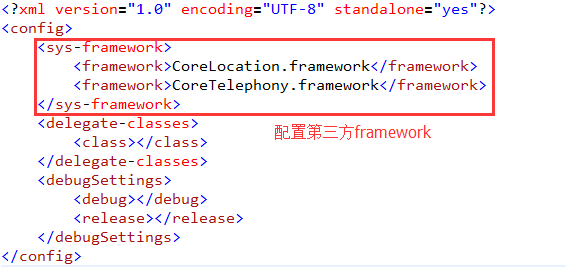 <?xml version="1.0" encoding="UTF-8" standalone="yes"?>
<config>
<sys-framework>
<framework>CoreLocation.framework</framework>
<framework>CoreTelephony.framework</framework>
</sys-framework>
<delegate-classes>
配置第三方framework
<class></class>
</delegate-classes>
<debugSettings>
<debug></debug>
<release></release>
</debugSettings>
</config>